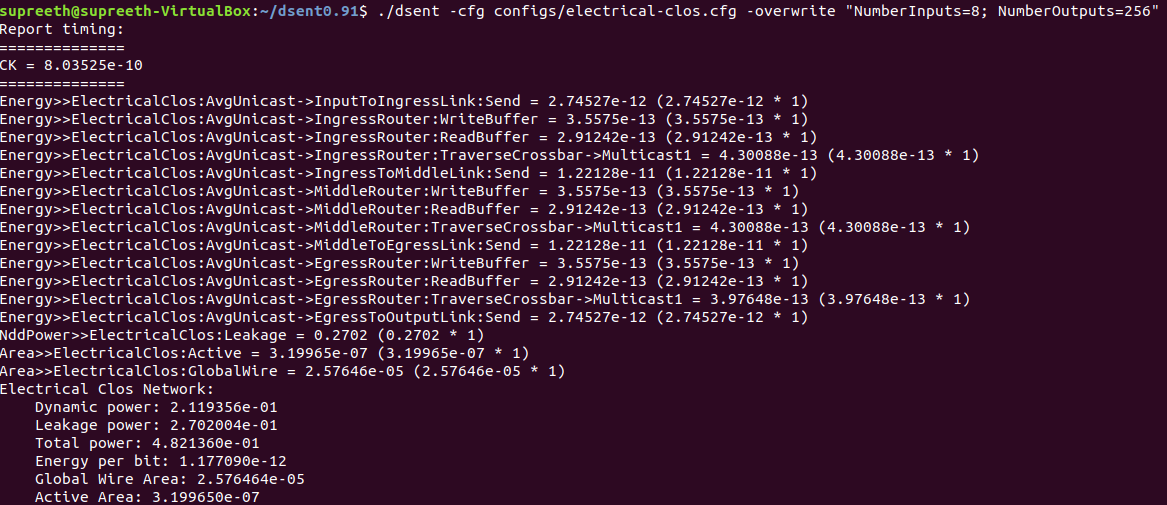 supreeth@supreeth-VirtualBox:~/dsent0.91$ ./dsent -cfg configs/electrical-clos.cfg -overwrite "NumberInputs=8; NumberOutputs=256"
Report timing:
==============
CK = 8.03525e-10
==============
Energy>>ElectricalClos:AvgUnicast->InputToIngressLink:Send = 2.74527e-12 (2.74527e-12 * 1)
Energy>>ElectricalClos:AvgUnicast->IngressRouter:WriteBuffer = 3.5575e-13 (3.5575e-13 * 1)
Energy>>ElectricalClos:AvgUnicast->IngressRouter:ReadBuffer = 2.91242e-13 (2.91242e-13 * 1)
Energy>>ElectricalClos:AvgUnicast->IngressRouter:TraverseCrossbar->Multicast1 = 4.30088e-13 (4.30088e-13 * 1)
Energy>>ElectricalClos:AvgUnicast->IngressToMiddleLink:Send = 1.22128e-11 (1.22128e-11 * 1)
Energy>>ElectricalClos:AvgUnicast->MiddleRouter:WriteBuffer = 3.5575e-13 (3.5575e-13 * 1)
Energy>>ElectricalClos:AvgUnicast->MiddleRouter:ReadBuffer = 2.91242e-13 (2.91242e-13 * 1)
Energy>>ElectricalClos:AvgUnicast->MiddleRouter:TraverseCrossbar->Multicast1 = 4.30088e-13 (4.30088e-13 * 1)
Energy>>ElectricalClos:AvgUnicast->MiddleToEgressLink:Send = 1.22128e-11 (1.22128e-11 * 1)
Energy>>ElectricalClos:AvgUnicast->EgressRouter:WriteBuffer = 3.5575e-13 (3.5575e-13 * 1)
Energy>>ElectricalClos:AvgUnicast->EgressRouter:ReadBuffer = 2.91242e-13 (2.91242e-13 * 1)
Energy>>ElectricalClos:AvgUnicast->EgressRouter:TraverseCrossbar->Multicast1 = 3.97648e-13 (3.97648e-13 * 1)
Energy>>ElectricalClos:AvgUnicast->EgressToOutputLink:Send = 2.74527e-12 (2.74527e-12 * 1)
NddPower>>ElectricalClos:Leakage = 0.2702 (0.2702 * 1)
Area>>ElectricalClos:Active = 3.19965e-07 (3.19965e-07 * 1)
Area>>ElectricalClos:GlobalWire = 2.57646e-05 (2.57646e-05 * 1)
Electrical Clos Network:
    Dynamic power: 2.119356e-01
    Leakage power: 2.702004e-01
    Total power: 4.821360e-01
    Energy per bit: 1.177090e-12
    Global Wire Area: 2.576464e-05
    Active Area: 3.199650e-07